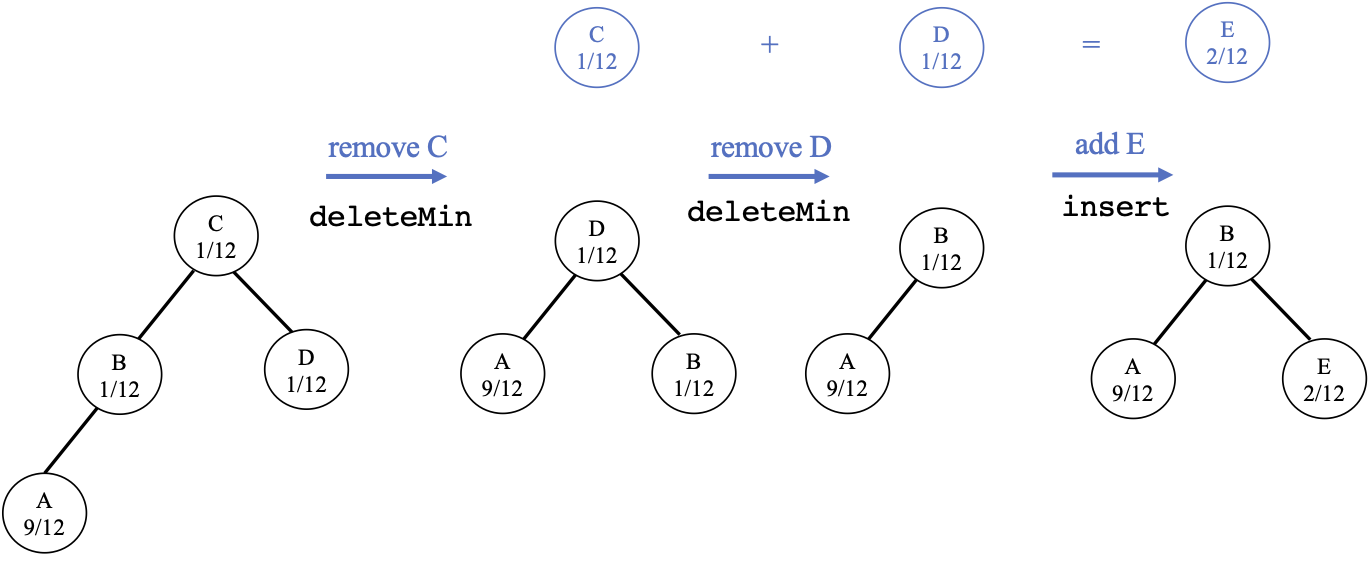 C
1/12
+
D
1/12
=
E
2/12
remove C
deleteMin
remove D
deleteMin
add E
insert
C
1/12
B
1/12
D
1/12
A
9/12
D
1/12
A
9/12
B
1/12
B
1/12
A
9/12
B
1/12
A
9/12
E
2/12